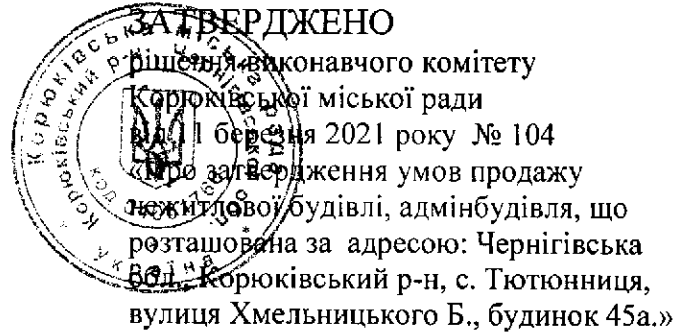 ЗАТВЕРДЖЕНО
рішення виконавчого комітету
Корюківської міської ради
від 11 березня 2021 року № 104
«Про затвердження умов продажу
нежитлової будівлі, адмінбудівля, що
розташована за адресою: Чернігівська
обл., Корюківський р-н, с. Тютюнниця,
вулиця Хмельницького Б., будинок 45а.»